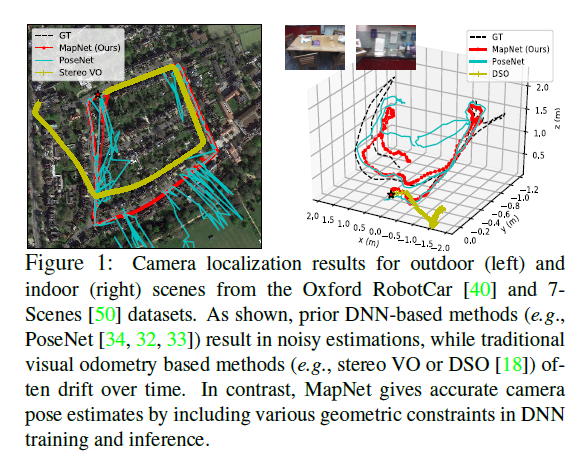 GT
MapNet (Ours)
PoseNet
Stereo VO
GT
MapNet (Ours)
PoseNet
DSO
2.0
1.5
1.0
0.5
z (m)
2.0 1.5 1.0 0.5 0.0 −0.5 −1.0 −1.5 −2.0
x (m)
0.0
−0.2
−0.4
−0.6
−0.8
−1.0
−1.2
y (m)
Figure 1: Camera localization results for outdoor (left) and
indoor (right) scenes from the Oxford RobotCar [40] and 7-
Scenes [50] datasets. As shown, prior DNN-based methods (e.g.,
PoseNet [34, 32, 33]) result in noisy estimations, while traditional
visual odometry based methods (e.g., stereo VO or DSO [18]) of-
ten drift over time. In contrast, MapNet gives accurate camera
pose estimates by including various geometric constraints in DNN
training and inference.